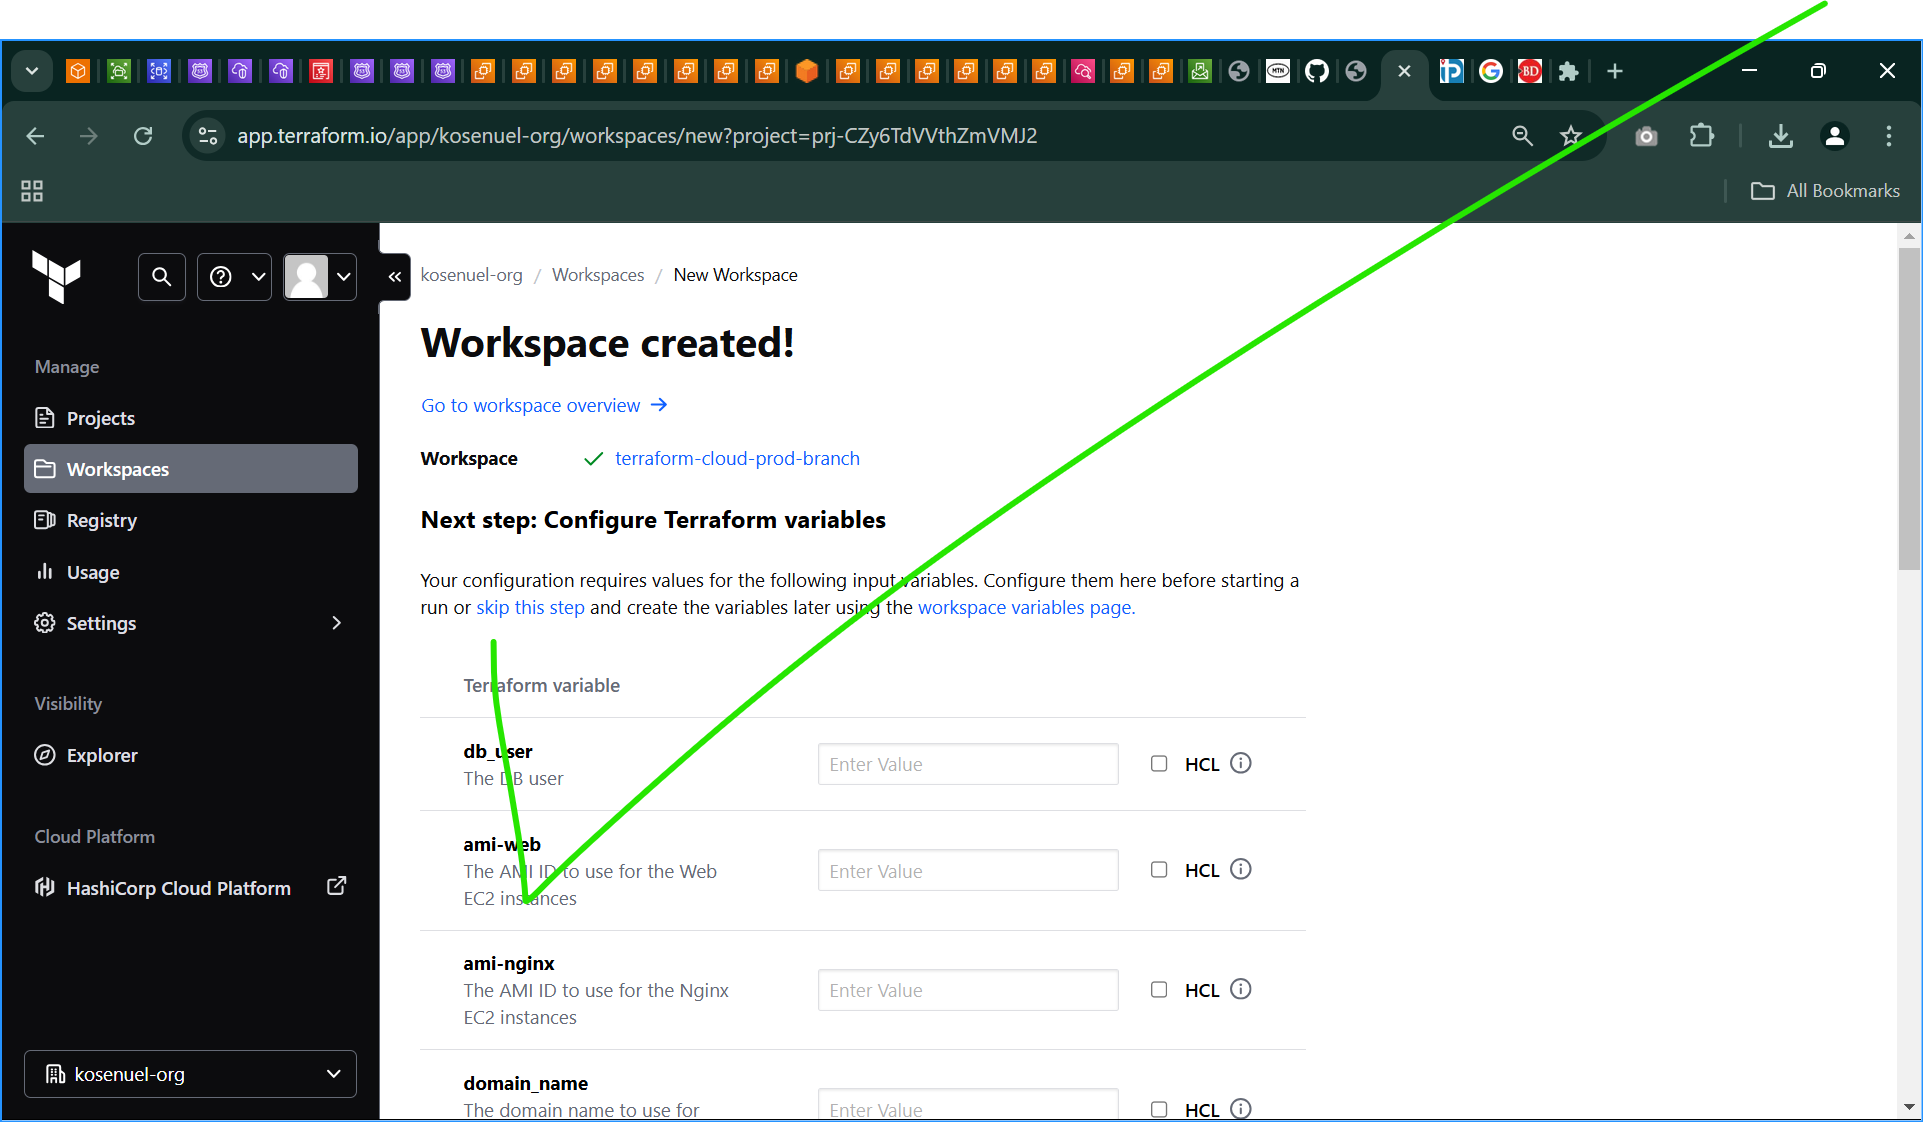 app.terraform.io/app/kosenuel-org/workspaces/new?project=prj-CZy6TdVVthZmVMJ2
All Bookmarks
kosenuel-org / Workspaces / New Workspace
Manage
Projects
Workspaces
Registry
Usage
Settings
Visibility
Explorer
Cloud Platform
HashiCorp Cloud Platform
kosenuel-org
Workspace created!
Go to workspace overview
Workspace terraform-cloud-prod-branch
Next step: Configure Terraform variables
Your configuration requires values for the following input variables. Configure them here before starting a
run or skip this step and create the variables later using the workspace variables page.
Terraform variable
db_user
The DB user
Enter Value HCL
ami-web
The AMI ID to use for the Web
EC2 instances
Enter Value HCL
ami-nginx
The AMI ID to use for the Nginx
EC2 instances
Enter Value HCL
domain_name
The domain name to use for
Enter Value HCL